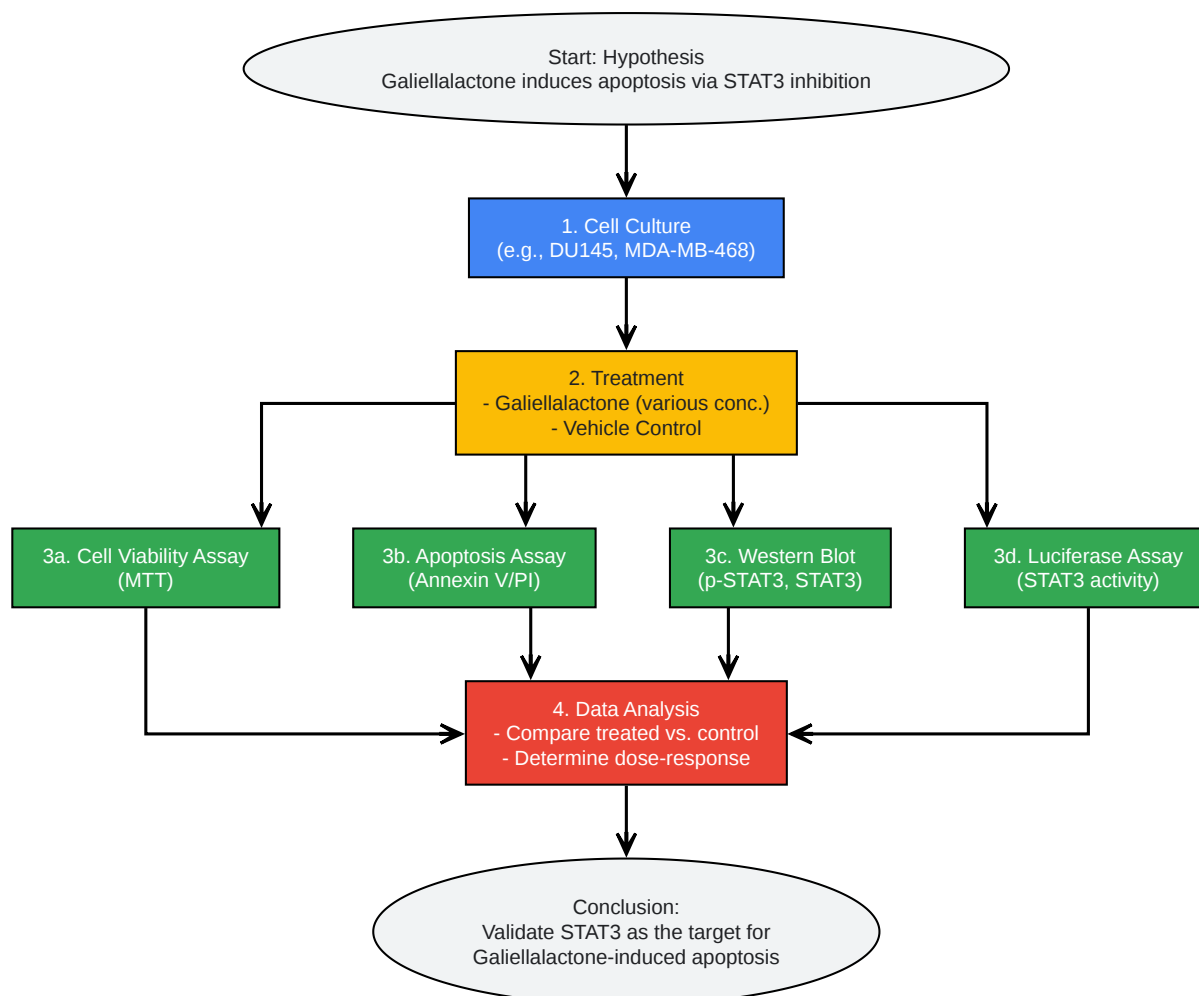 Start: Hypothesis
Galiellalactone induces apoptosis via STAT3 inhibition
1. Cell Culture
(e.g., DU145, MDA-MB-468)
2. Treatment
- Galiellalactone (various conc.)
- Vehicle Control
3a. Cell Viability Assay
(MTT)
3b. Apoptosis Assay
(Annexin V/PI)
3c. Western Blot
(p-STAT3, STAT3)
3d. Luciferase Assay
(STAT3 activity)
4. Data Analysis
- Compare treated vs. control
- Determine dose-response
Conclusion:
Validate STAT3 as the target for
Galiellalactone-induced apoptosis